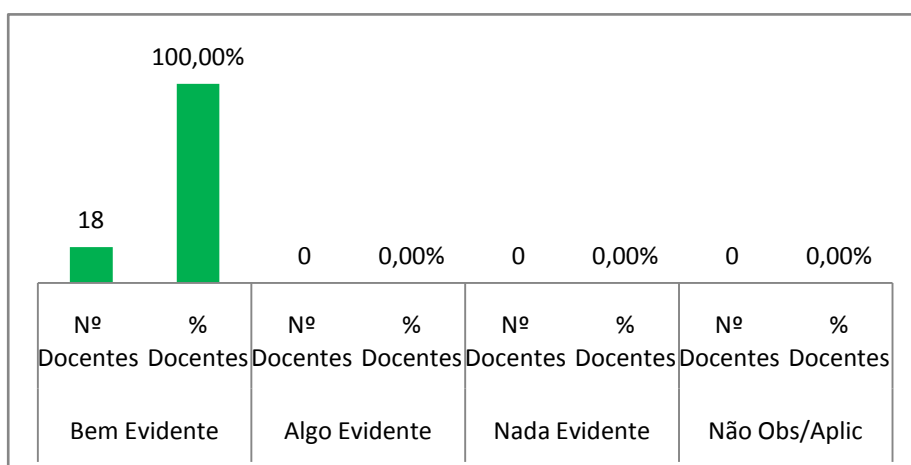 100,00%
18
0 0,00% 0 0,00% 0 0,00%
Nº % Nº % Nº % Nº %
Docentes Docentes Docentes Docentes Docentes Docentes Docentes Docentes
Bem Evidente Algo Evidente Nada Evidente Não Obs/Aplic